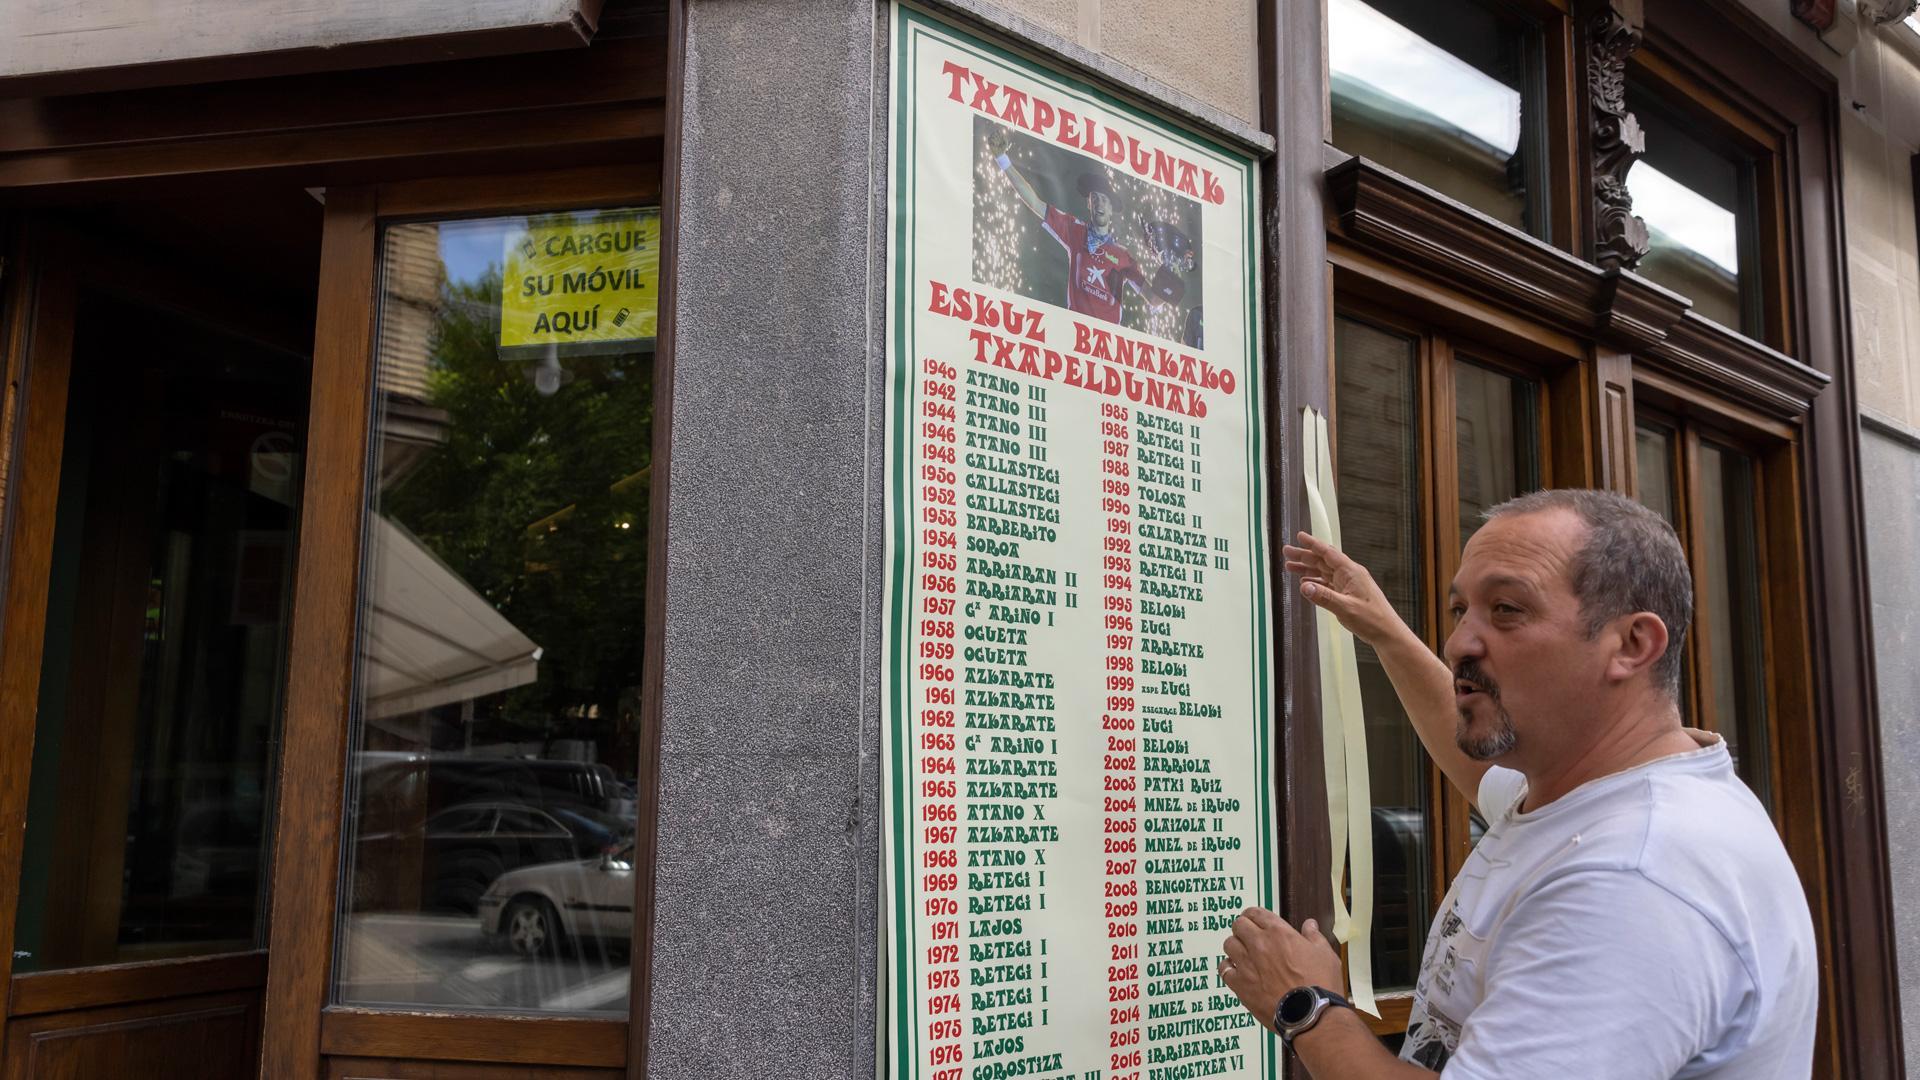 CARGUE
SU MÓVIL
AQUÍ
TXAPELDUNAK
CaixaBank
ESKUZ BANAKAKO
TXAPELDUNAK
1940 ATANO III
1942 ATANO III
1944 ATANO III
1946 ATANO III
1948 GALLASTEGI
1950 GALLASTEGI
1952 GALLASTEGI
1953 BARBERITO
1954 SOROA
1955 ARRIARAN II
1956 ARRIARAN II
1957 Gª ARIÑO I
1958 OGUETA
1959 OGUETA
1960 AZKARATE
1961 AZKARATE
1962 AZKARATE
1963 Gª ARIÑO I
1964 AZKARATE
1965 AZKARATE
1966 ATANO X
1967 AZKARATE
1968 ATANO X
1969 RETEGI I
1970 RETEGI I
1971 LAJOS
1972 RETEGI I
1973 RETEGI I
1974 RETEGI I
1975 RETEGI I
1976 LAJOS
1977 GOROSTIZA
III
1985 RETEGI II
1986 RETEGI II
1987 RETEGI II
1988 RETEGI II
1989 TOLOSA
1990 RETEGI II
1991 GALARTZA III
1992 GALARTZA III
1993 RETEGI II
1994 ARRETXE
1995 BELOKI
1996 EUGI
1997 ARRETXE
1998 BELOKI
1999 EUGI
1999 BELOKI
2000 EUGI
2001 BELOKI
2002 BARRIOLA
2003 PATXI RUIZ
2004 MNEZ. DE IRUJO
2005 OLAIZOLA II
2006 MNEZ. DE IRUJO
2007 OLAIZOLA II
2008 BENGOETXEA VI
2009 MNEZ. DE IRUJO
2010 MNEZ. DE IRUJO
2011 XALA
2012 OLAIZOLA II
2013 OLAIZOLA II
2014 MNEZ. DE IRUJO
2015 URRUTIKOETXEA
2016 IRRIBARRIA
2017 BENGOETXEA VI